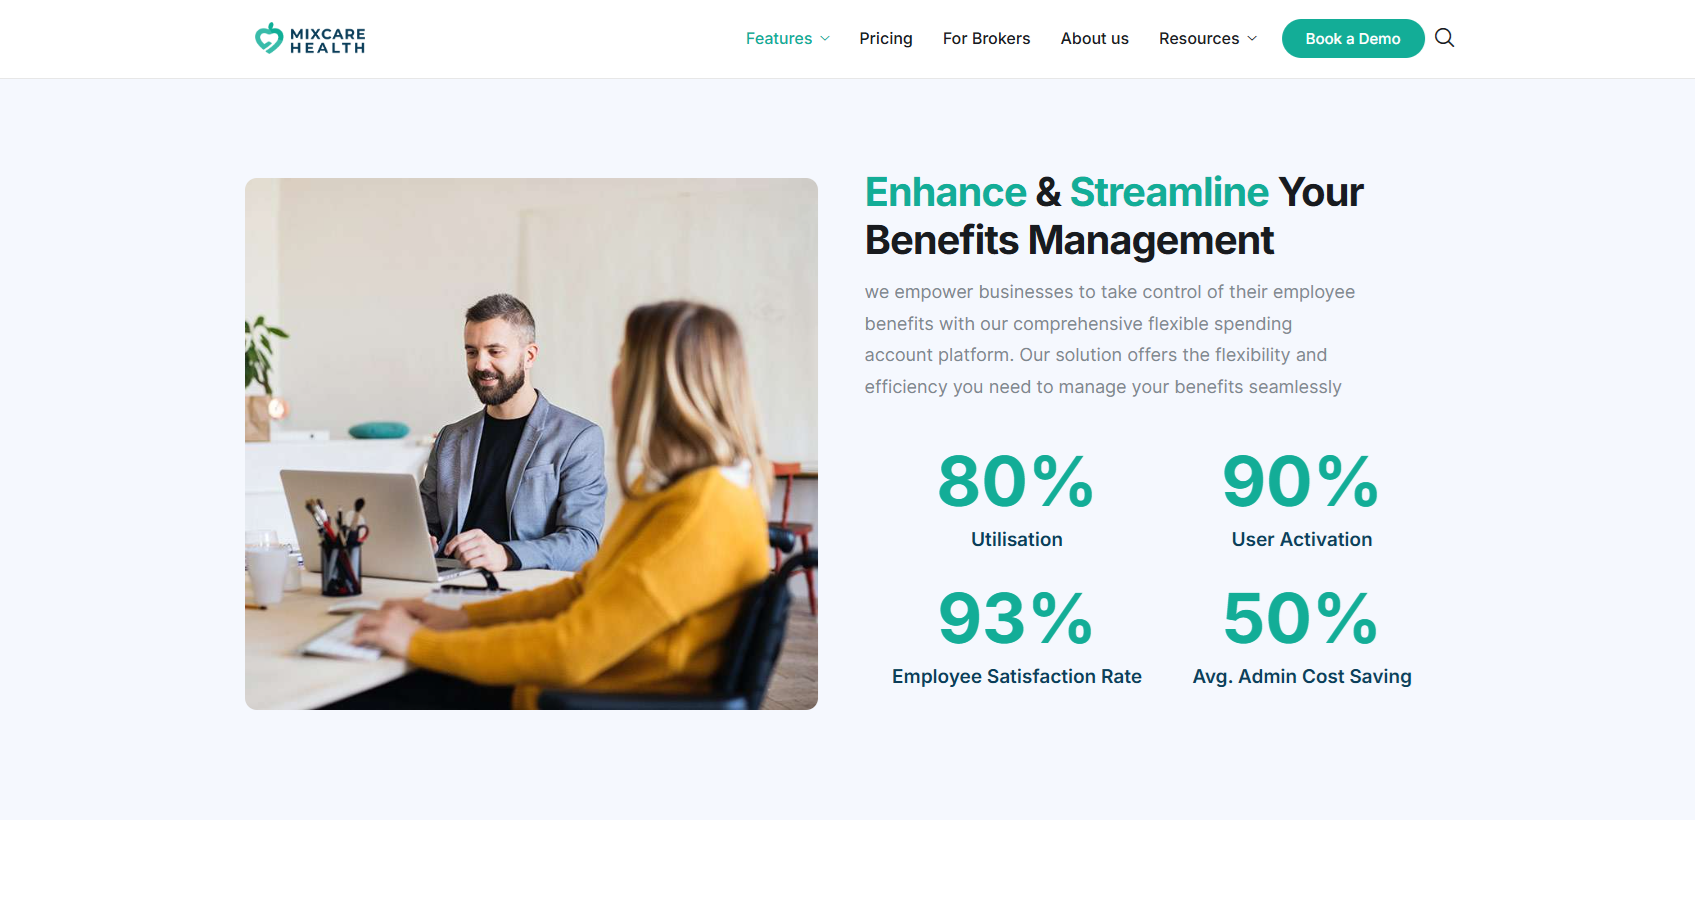 MIXCARE
HEALTH
Features
Pricing
For Brokers
About us
Resources
Book a Demo
Enhance & Streamline Your
Benefits Management
we empower businesses to take control of their employee
benefits with our comprehensive flexible spending
account platform. Our solution offers the flexibility and
efficiency you need to manage your benefits seamlessly
80%
Utilisation
90%
User Activation
93%
Employee Satisfaction Rate
50%
Avg. Admin Cost Saving